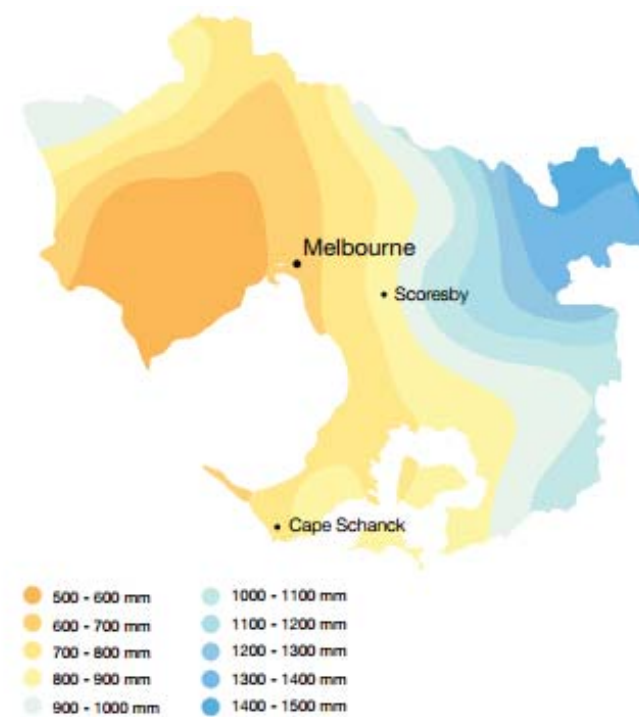 Melbourne
Scoresby
Cape Schanck
500 - 600 mm
600 - 700 mm
700 - 800 mm
800 - 900 mm
900 - 1000 mm
1000 - 1100 mm
1100 - 1200 mm
1200 - 1300 mm
1300 - 1400 mm
1400 - 1500 mm